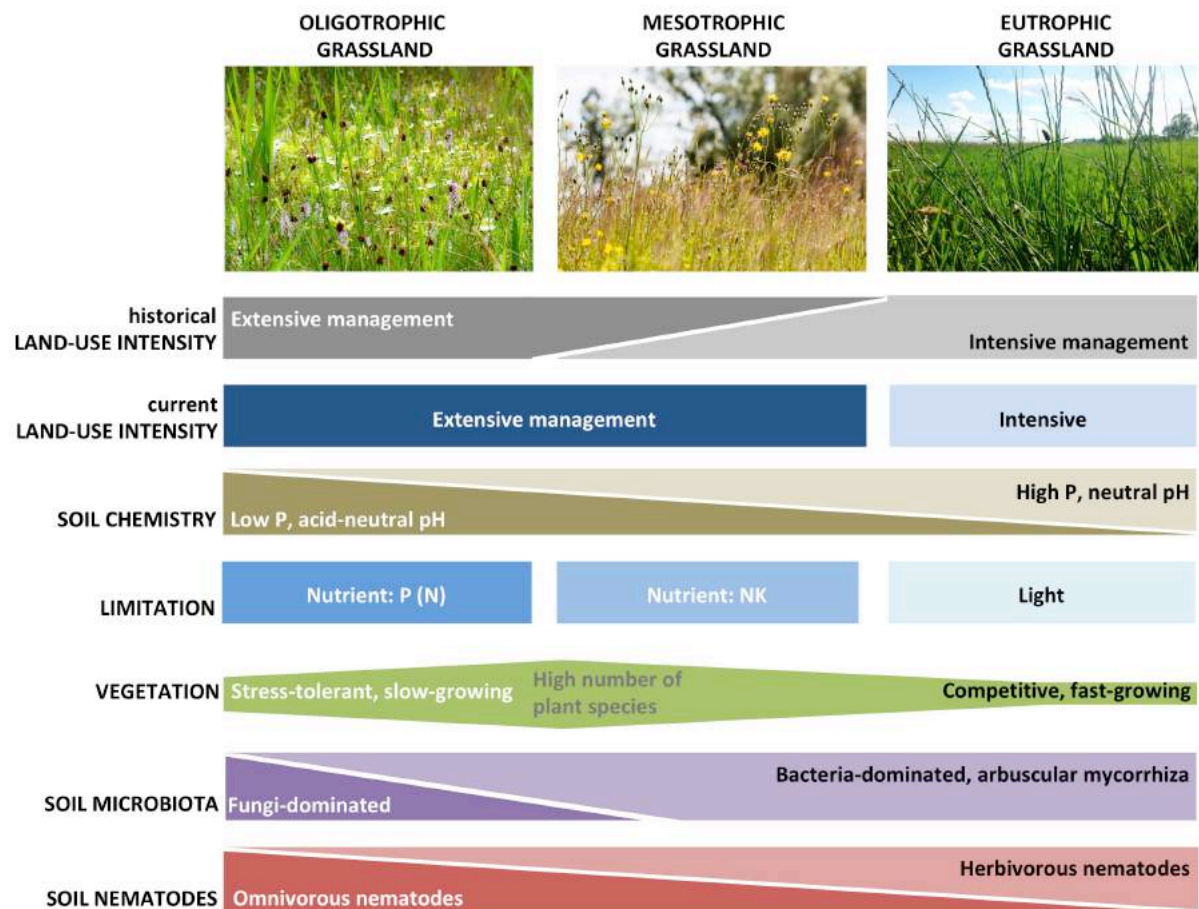 OLIGOTROPHIC
GRASSLAND
MESOTROPHIC
GRASSLAND
EUTROPHIC
GRASSLAND
historical
LAND-USE INTENSITY
Extensive management
Intensive management
current
LAND-USE INTENSITY
Extensive management
Intensive
SOIL CHEMISTRY
Low P, acid-neutral pH
High P, neutral pH
LIMITATION
Nutrient: P (N)
Nutrient: NK
Light
VEGETATION
Stress-tolerant, slow-growing
High number of
plant species
Competitive, fast-growing
SOIL MICROBIOTA
Fungi-dominated
Bacteria-dominated, arbuscular mycorrhiza
SOIL NEMATODES
Omnivorous nematodes
Herbivorous nematodes